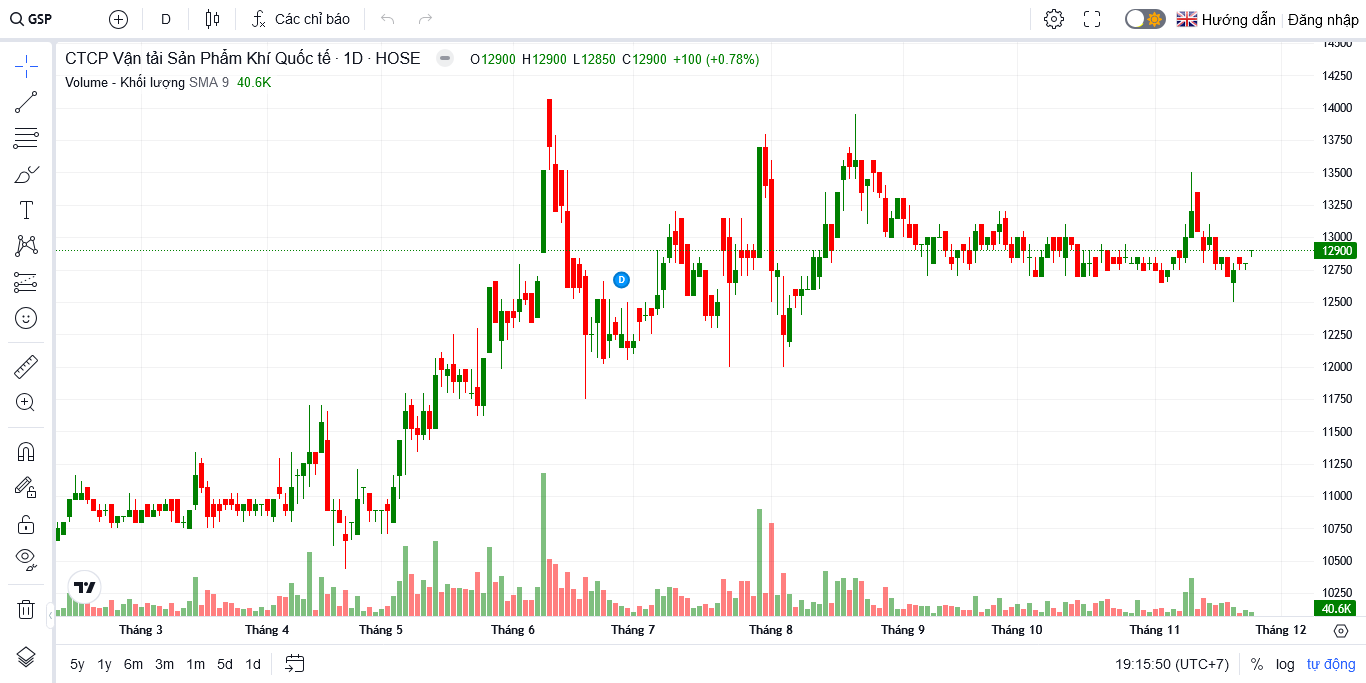 GSP D Các chỉ báo Hướng dẫn Đăng nhập
CTCP Vận tải Sản Phẩm Khí Quốc tế · 1D · HOSE O12900 H12900 L12850 C12900 +100 (+0.78%)
Volume - Khối lượng SMA 9 40.6K
14500
14250
14000
13750
13500
13250
13000
12900
12750
12500
12250
12000
11750
11500
11250
11000
10750
10500
10250
40.6K
D
Tháng 3 Tháng 4 Tháng 5 Tháng 6 Tháng 7 Tháng 8 Tháng 9 Tháng 10 Tháng 11 Tháng 12
5y 1y 6m 3m 1m 5d 1d 19:15:50 (UTC+7) % log tự động